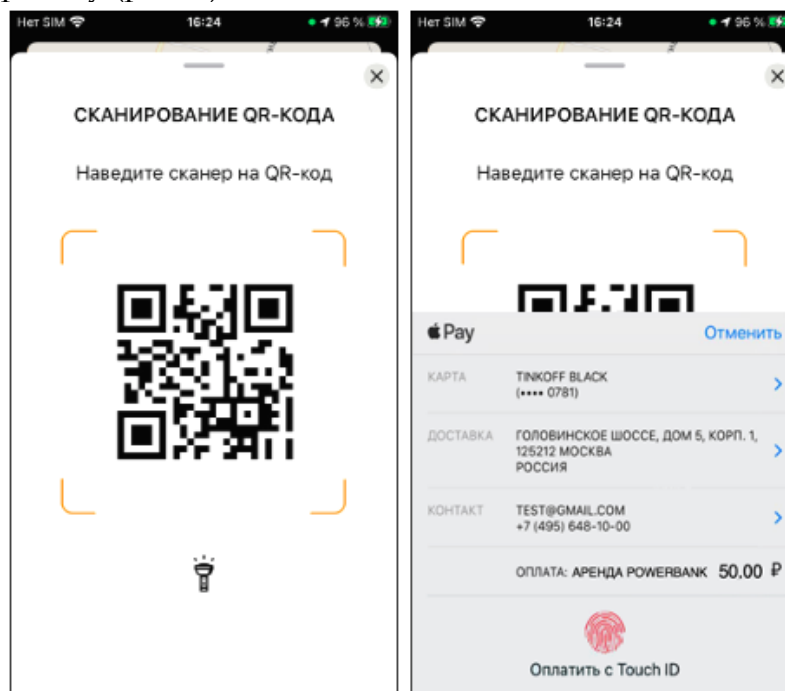 Нет SIM 16:24 96 %
СКАНИРОВАНИЕ QR-КОДА
Наведите сканер на QR-код
Нет SIM 16:24 96 %
СКАНИРОВАНИЕ QR-КОДА
Наведите сканер на QR-код
Pay Отменить
КАРТА TINKOFF BLACK
(•••• 0781)
ДОСТАВКА ГОЛОВИНСКОЕ ШОССЕ, ДОМ 5, КОРП. 1,
125212 МОСКВА
РОССИЯ
КОНТАКТ TEST@GMAIL.COM
+7 (495) 648-10-00
ОПЛАТА: АРЕНДА POWERBANK 50.00 ₽
Оплатить с Touch ID